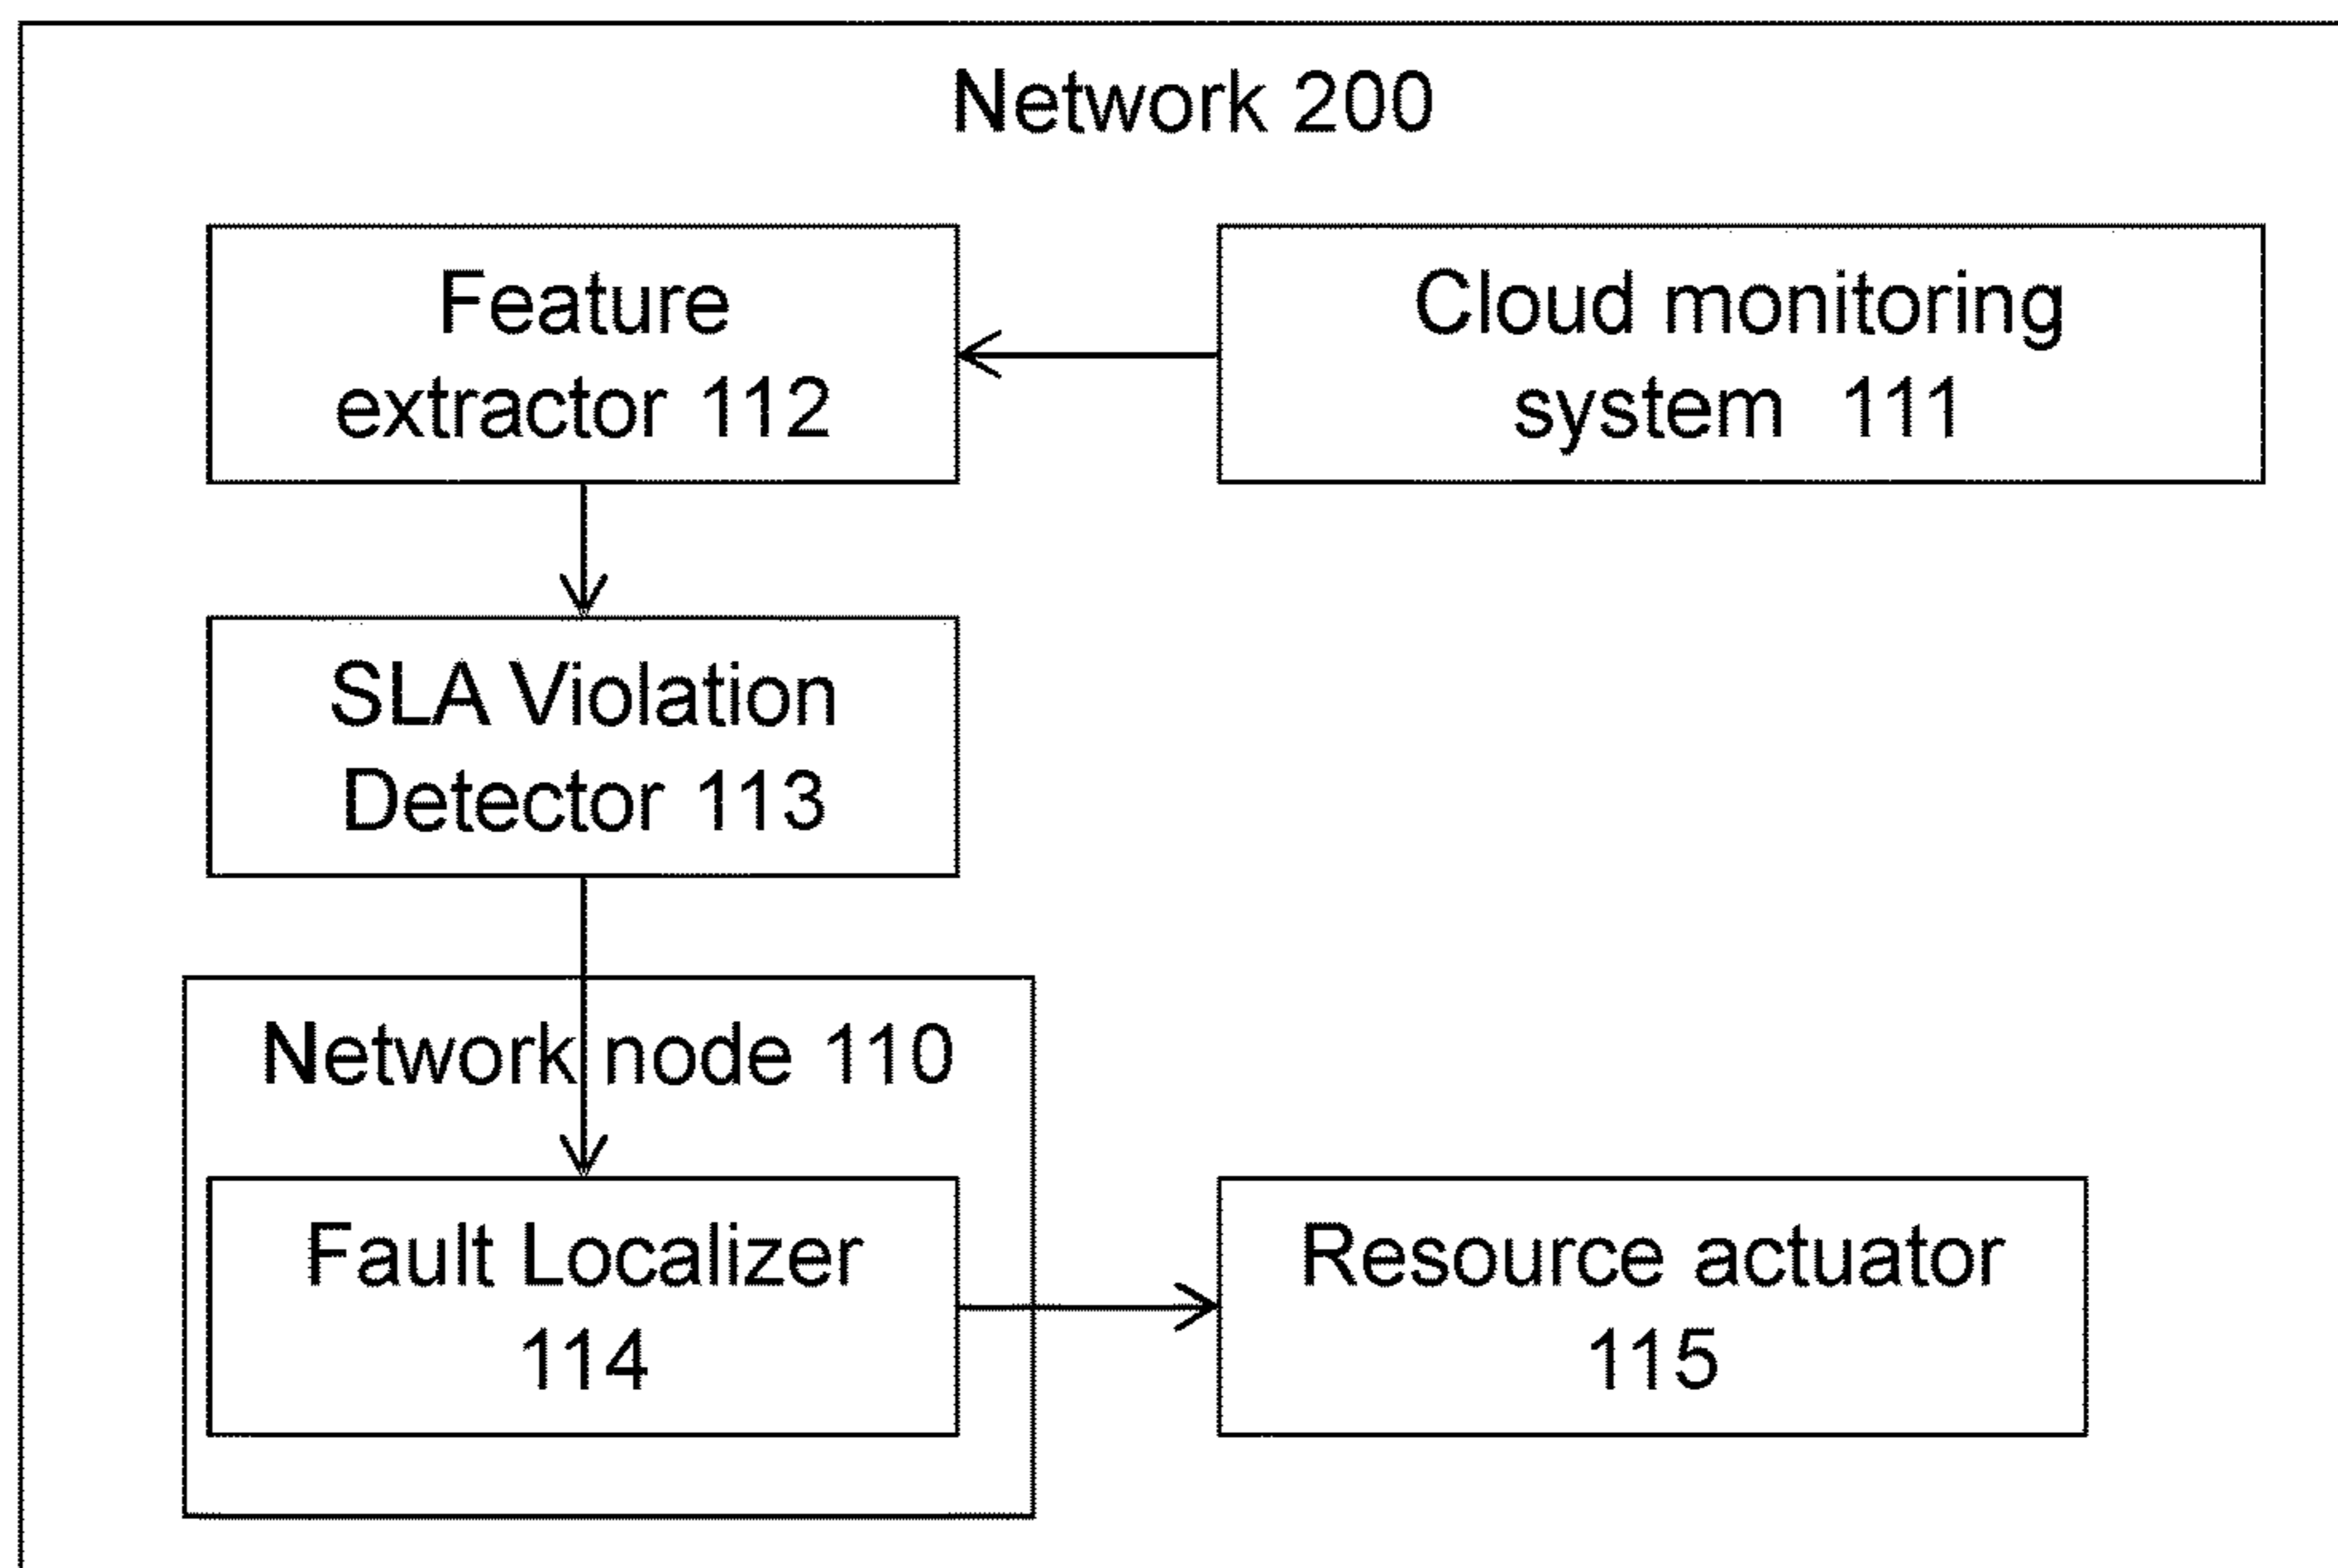 Network 200
Feature
extractor 112
Cloud monitoring
system 111
SLA Violation
Detector 113
Network node 110
Fault Localizer
114
Resource actuator
115